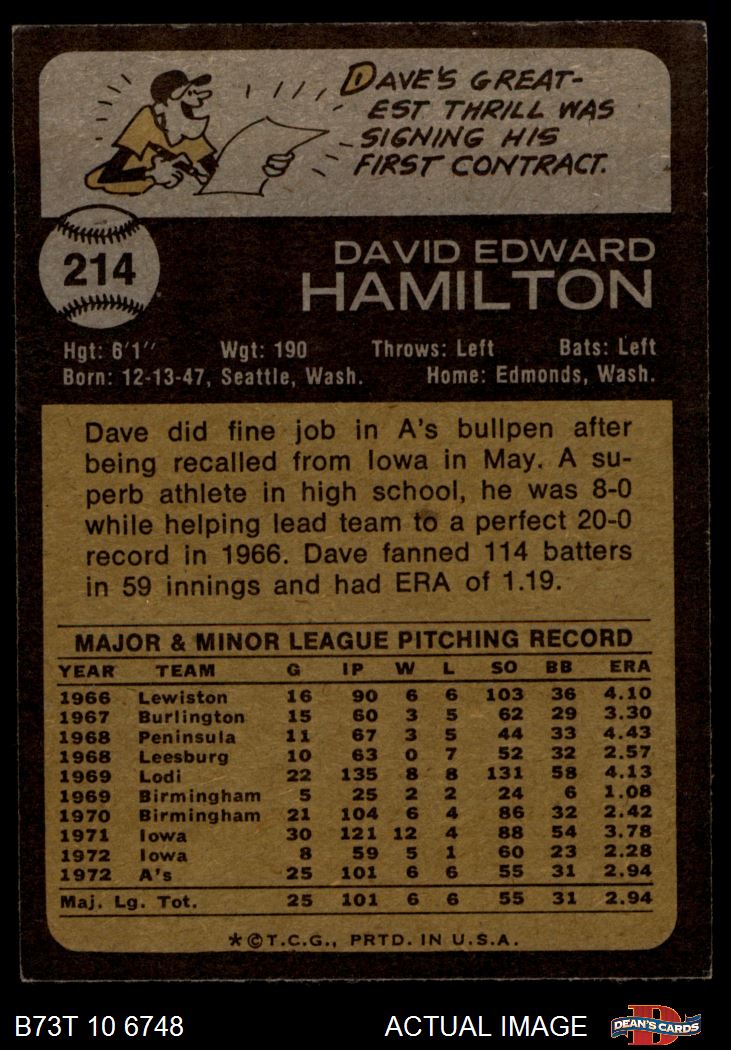 DAVE'S GREAT-
EST THRILL WAS
SIGNING HIS
FIRST CONTRACT.
214
DAVID EDWARD
HAMILTON
Hgt: 6'1" Wgt: 190 Throws: Left Bats: Left
Born: 12-13-47, Seattle, Wash. Home: Edmonds, Wash.
Dave did fine job in A's bullpen after
being recalled from Iowa in May. A su-
perb athlete in high school, he was 8-0
while helping lead team to a perfect 20-0
record in 1966. Dave fanned 114 batters
in 59 innings and had ERA of 1.19.
MAJOR & MINOR LEAGUE PITCHING RECORD
YEAR TEAM G IP W L SO BB ERA
1966 Lewiston 16 90 6 6 103 36 4.10
1967 Burlington 15 60 3 5 62 29 3.30
1968 Peninsula 11 67 3 5 44 33 4.43
1968 Leesburg 10 63 0 7 52 32 2.57
1969 Lodi 22 135 8 8 131 58 4.13
1969 Birmingham 5 25 2 2 24 6 1.08
1970 Birmingham 21 104 6 4 86 32 2.42
1971 Iowa 30 121 12 4 88 54 3.78
1972 Iowa 8 59 5 1 60 23 2.28
1972 A's 25 101 6 6 55 31 2.94
Maj. Lg. Tot. 25 101 6 6 55 31 2.94
*©T.C.G., PRTD. IN U.S.A.
B73T 10 6748 ACTUAL IMAGE
D
DEAN'S CARDS